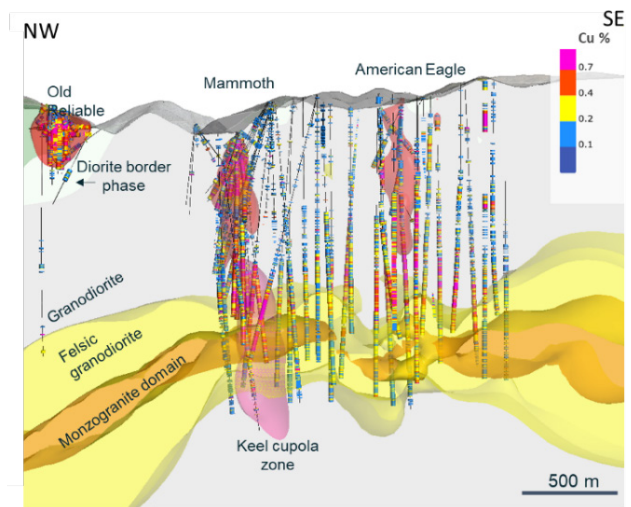 NW
SE
Cu %
0.7
0.4
0.2
0.1
Old
Reliable
Mammoth
American Eagle
Diorite border
phase
Granodiorite
Felsic
granodiorite
Monzogranite domain
Keel cupola
zone
500 m